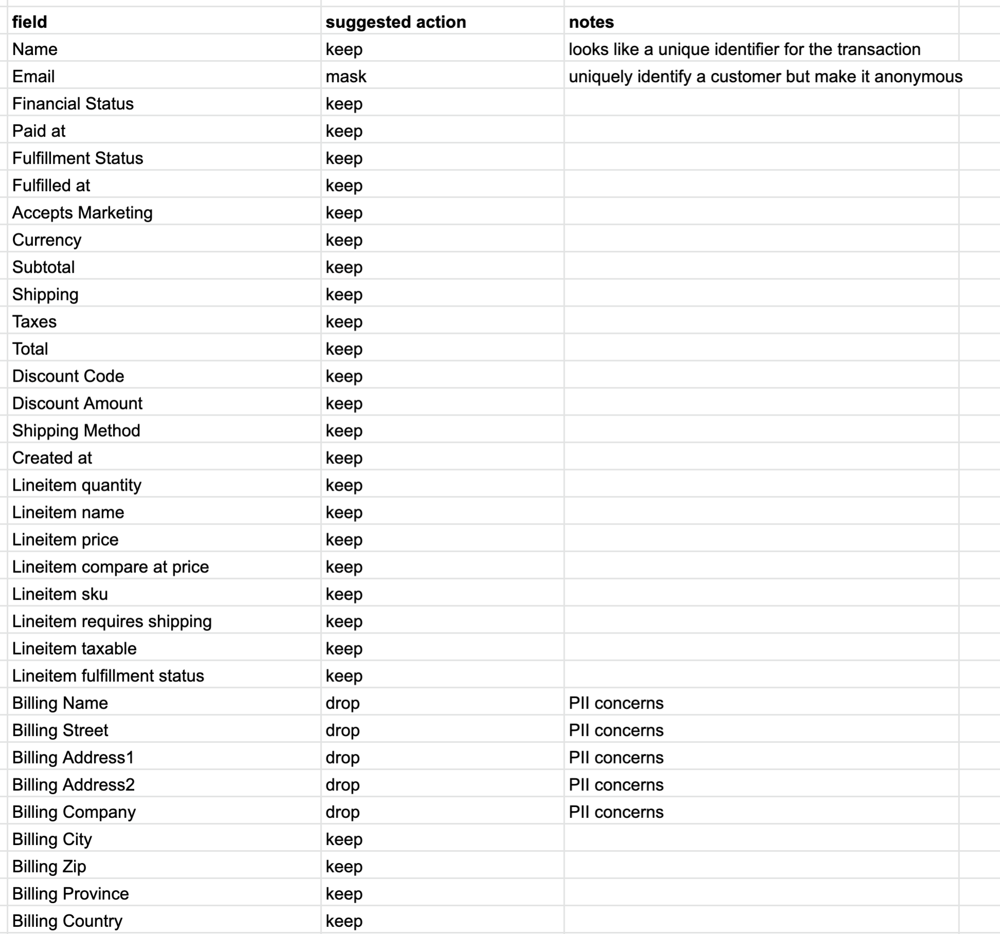 field suggested action notes
Name keep looks like a unique identifier for the transaction
Email mask uniquely identify a customer but make it anonymous
Financial Status keep
Paid at keep
Fulfillment Status keep
Fulfilled at keep
Accepts Marketing keep
Currency keep
Subtotal keep
Shipping keep
Taxes keep
Total keep
Discount Code keep
Discount Amount keep
Shipping Method keep
Created at keep
Lineitem quantity keep
Lineitem name keep
Lineitem price keep
Lineitem compare at price keep
Lineitem sku keep
Lineitem requires shipping keep
Lineitem taxable keep
Lineitem fulfillment status keep
Billing Name drop PII concerns
Billing Street drop PII concerns
Billing Address1 drop PII concerns
Billing Address2 drop PII concerns
Billing Company drop PII concerns
Billing City keep
Billing Zip keep
Billing Province keep
Billing Country keep